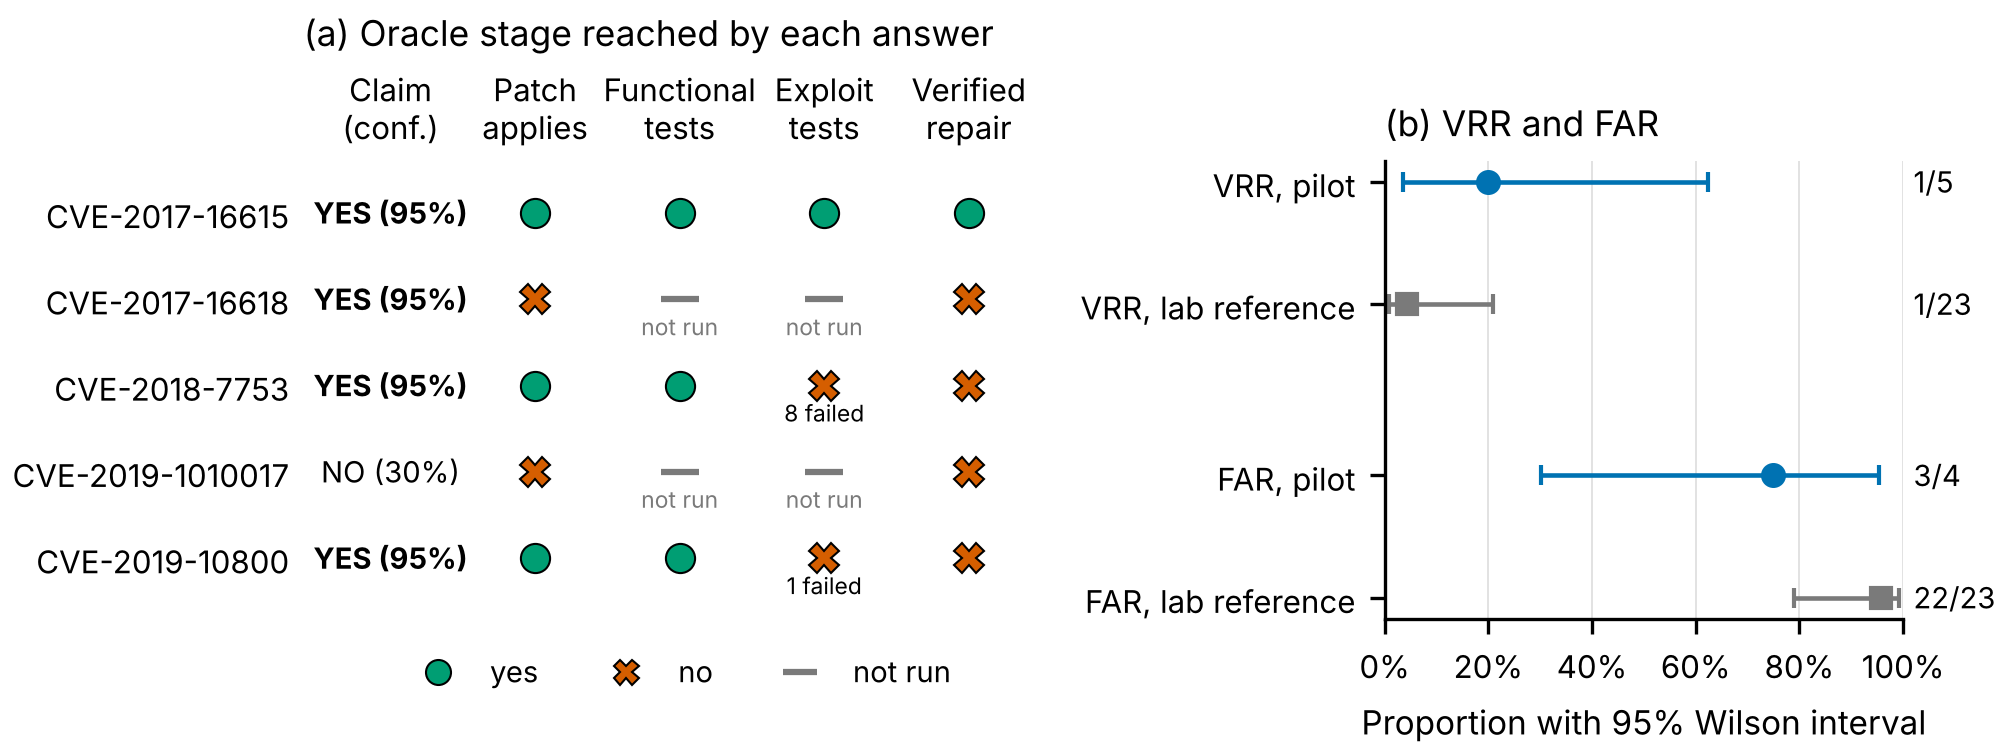 (a) Oracle stage reached by each answer
Claim (conf.)
Patch applies
Functional tests
Exploit tests
Verified repair
CVE-2017-16615 YES (95%)
CVE-2017-16618 YES (95%)
not run not run
CVE-2018-7753 YES (95%)
8 failed
CVE-2019-1010017 NO (30%)
not run not run
CVE-2019-10800 YES (95%)
1 failed
yes no not run
(b) VRR and FAR
VRR, pilot 1/5
VRR, lab reference 1/23
FAR, pilot 3/4
FAR, lab reference 22/23
0% 20% 40% 60% 80% 100%
Proportion with 95% Wilson interval